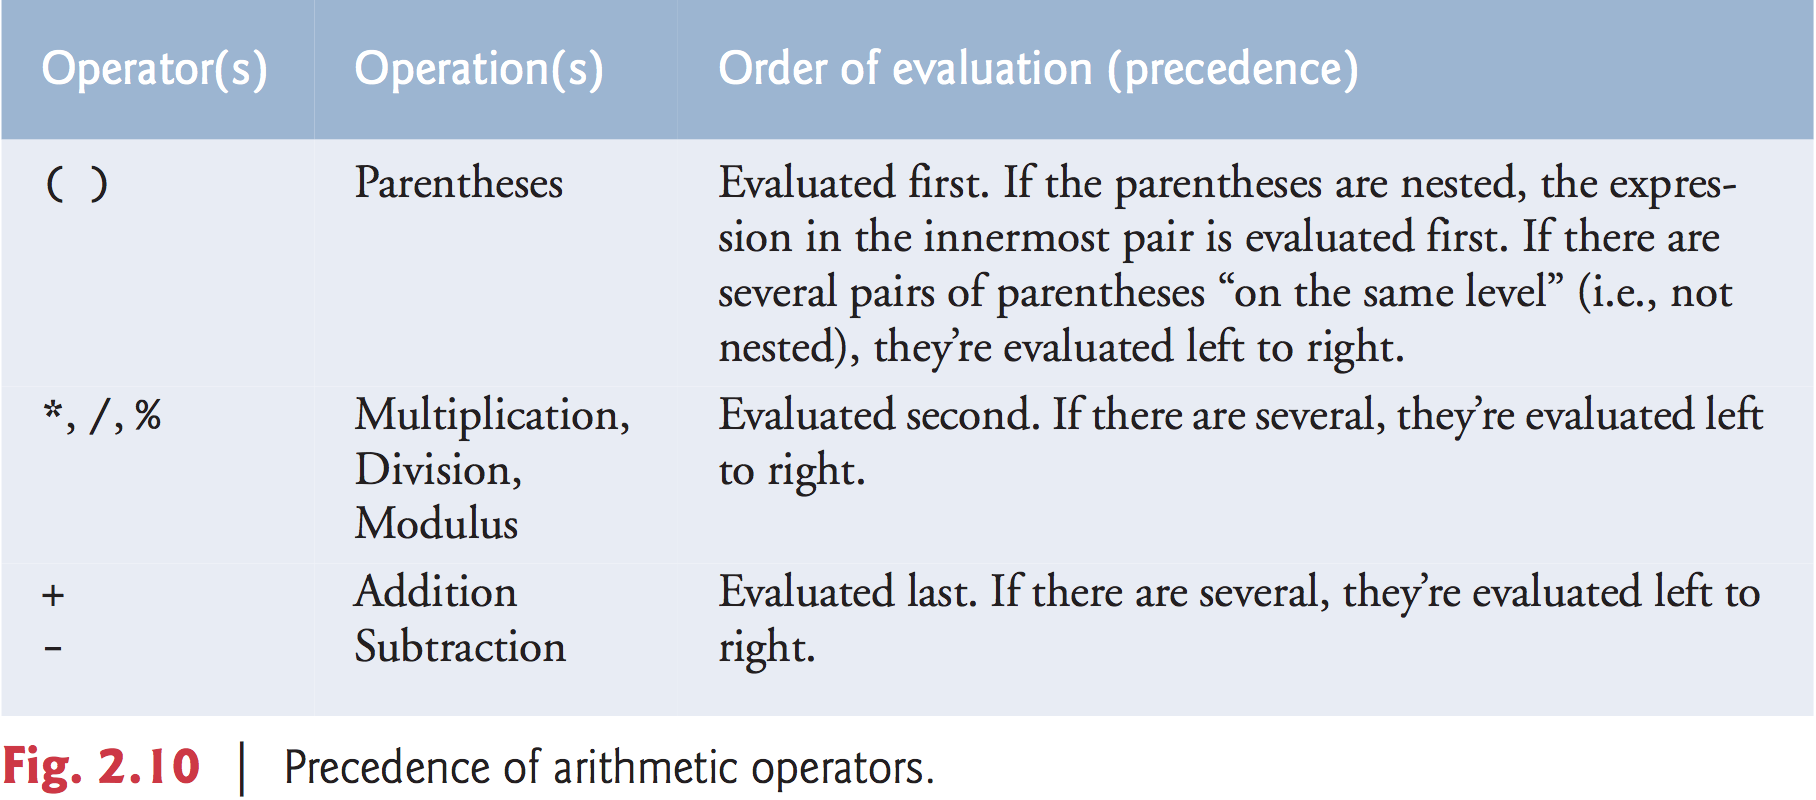 Operator(s) Operation(s) Order of evaluation (precedence)
( ) Parentheses Evaluated first. If the parentheses are nested, the expres-
sion in the innermost pair is evaluated first. If there are
several pairs of parentheses “on the same level” (i.e., not
nested), they’re evaluated left to right.
*, /, % Multiplication, Evaluated second. If there are several, they’re evaluated left
Division, to right.
Modulus
+ Addition Evaluated last. If there are several, they’re evaluated left to
- Subtraction right.
Fig. 2.10 | Precedence of arithmetic operators.